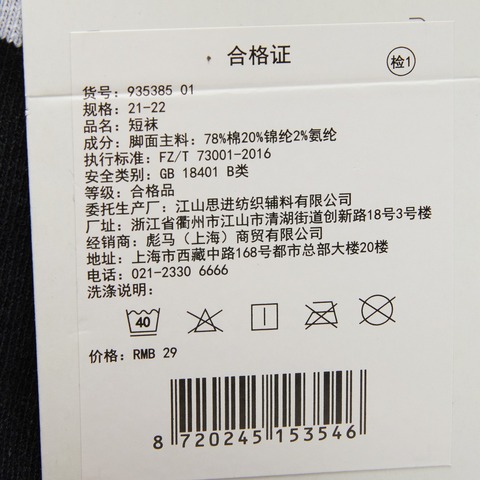 合格证
检1
货号：935385 01
规格：21-22
品名：短袜
成分：脚面主料：78%棉20%锦纶2%氨纶
执行标准：FZ/T 73001-2016
安全类别：GB 18401 B类
等级：合格品
委托生产厂：江山思进纺织辅料有限公司
厂址：浙江省衢州市江山市清湖街道创新路18号3号楼
经销商：彪马（上海）商贸有限公司
地址：上海市西藏中路168号都市总部大楼20楼
电话：021-2330 6666
洗涤说明：
40
价格：RMB 29
8 720245 153546